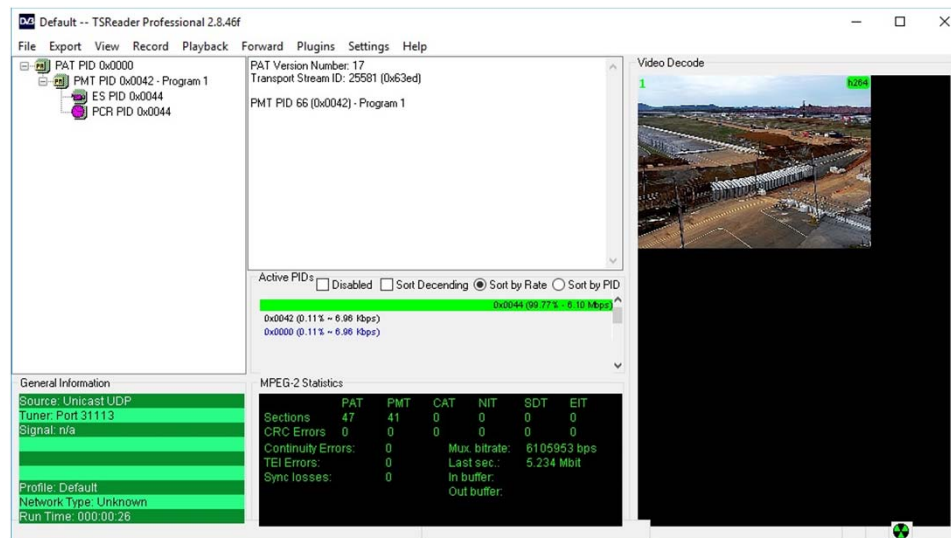 DVB Default -- TSReader Professional 2.8.46f
File Export View Record Playback Forward Plugins Settings Help
PAT PID 0x0000
PMT PID 0x0042 - Program 1
ES PID 0x0044
PCR PID 0x0044
PAT Version Number: 17
Transport Stream ID: 25581 (0x63ed)
PMT PID 66 (0x0042) - Program 1
Video Decode
1 h264
Active PIDs Disabled Sort Decending Sort by Rate Sort by PID
0x0044 (99.77% - 6.10 Mbps)
0x0042 (0.11% ~ 6.96 Kbps)
0x0000 (0.11% ~ 6.96 Kbps)
General Information
Source: Unicast UDP
Tuner: Port 31113
Signal: n/a
Profile: Default
Network Type: Unknown
Run Time: 000:00:26
MPEG-2 Statistics
PAT PMT CAT NIT SDT EIT
Sections 47 41 0 0 0 0
CRC Errors 0 0 0 0 0 0
Continuity Errors: 0 Mux. bitrate: 6105953 bps
TEI Errors: 0 Last sec.: 5.234 Mbit
Sync losses: 0 In buffer:
Out buffer: